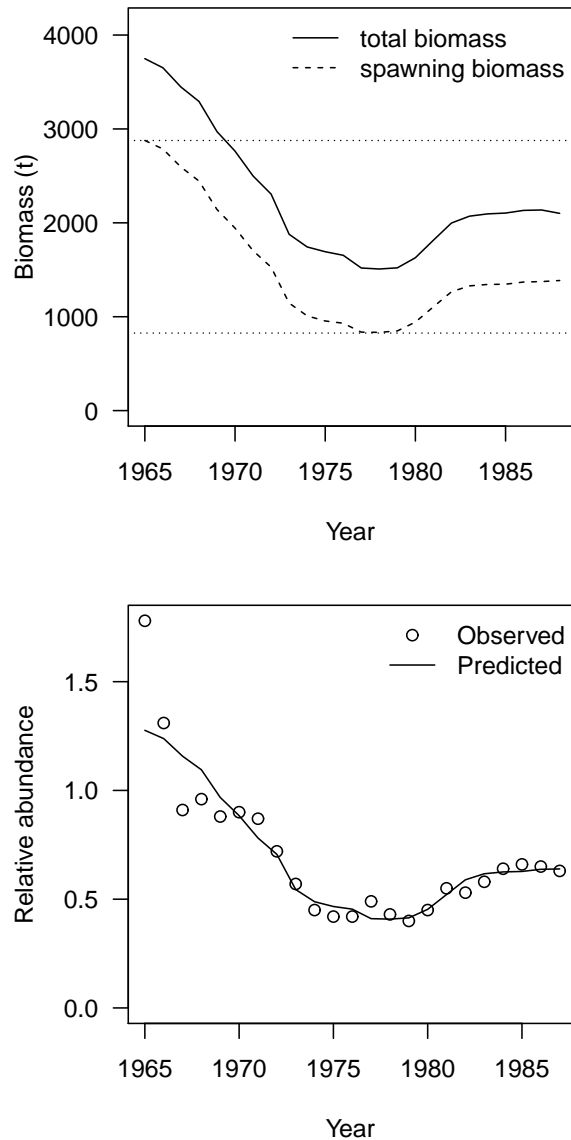 4000
3000
2000
1000
0
Biomass (t)
total biomass
spawning biomass
1965 1970 1975 1980 1985
Year
1.5
1.0
0.5
0.0
Relative abundance
Observed
Predicted
1965 1970 1975 1980 1985
Year